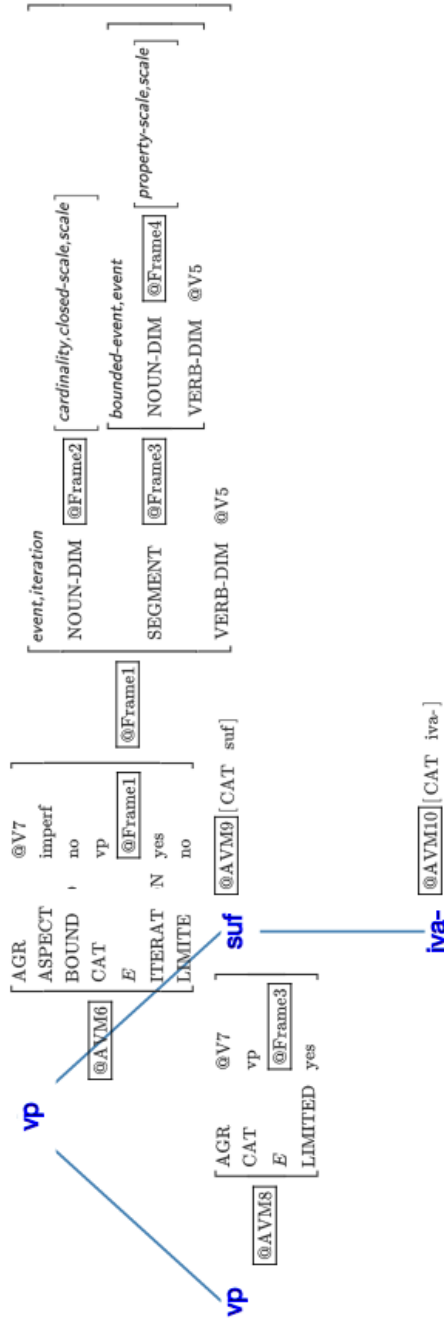 vp
@AVM6
AGR @V7
ASPECT imperf
BOUND no
CAT vp
E @Frame1
ITERAT N yes
LIMITE no
@Frame1
event,iteration
NOUN-DIM @Frame2 [cardinality,closed-scale,scale]
SEGMENT @Frame3
bounded-event,event
NOUN-DIM @Frame4 [property-scale,scale]
VERB-DIM @V5
VERB-DIM @V5
vp
@AVM8
AGR @V7
CAT vp
E @Frame3
LIMITED yes
suf @AVM9 [CAT suf]
iva- @AVM10 [CAT iva-]